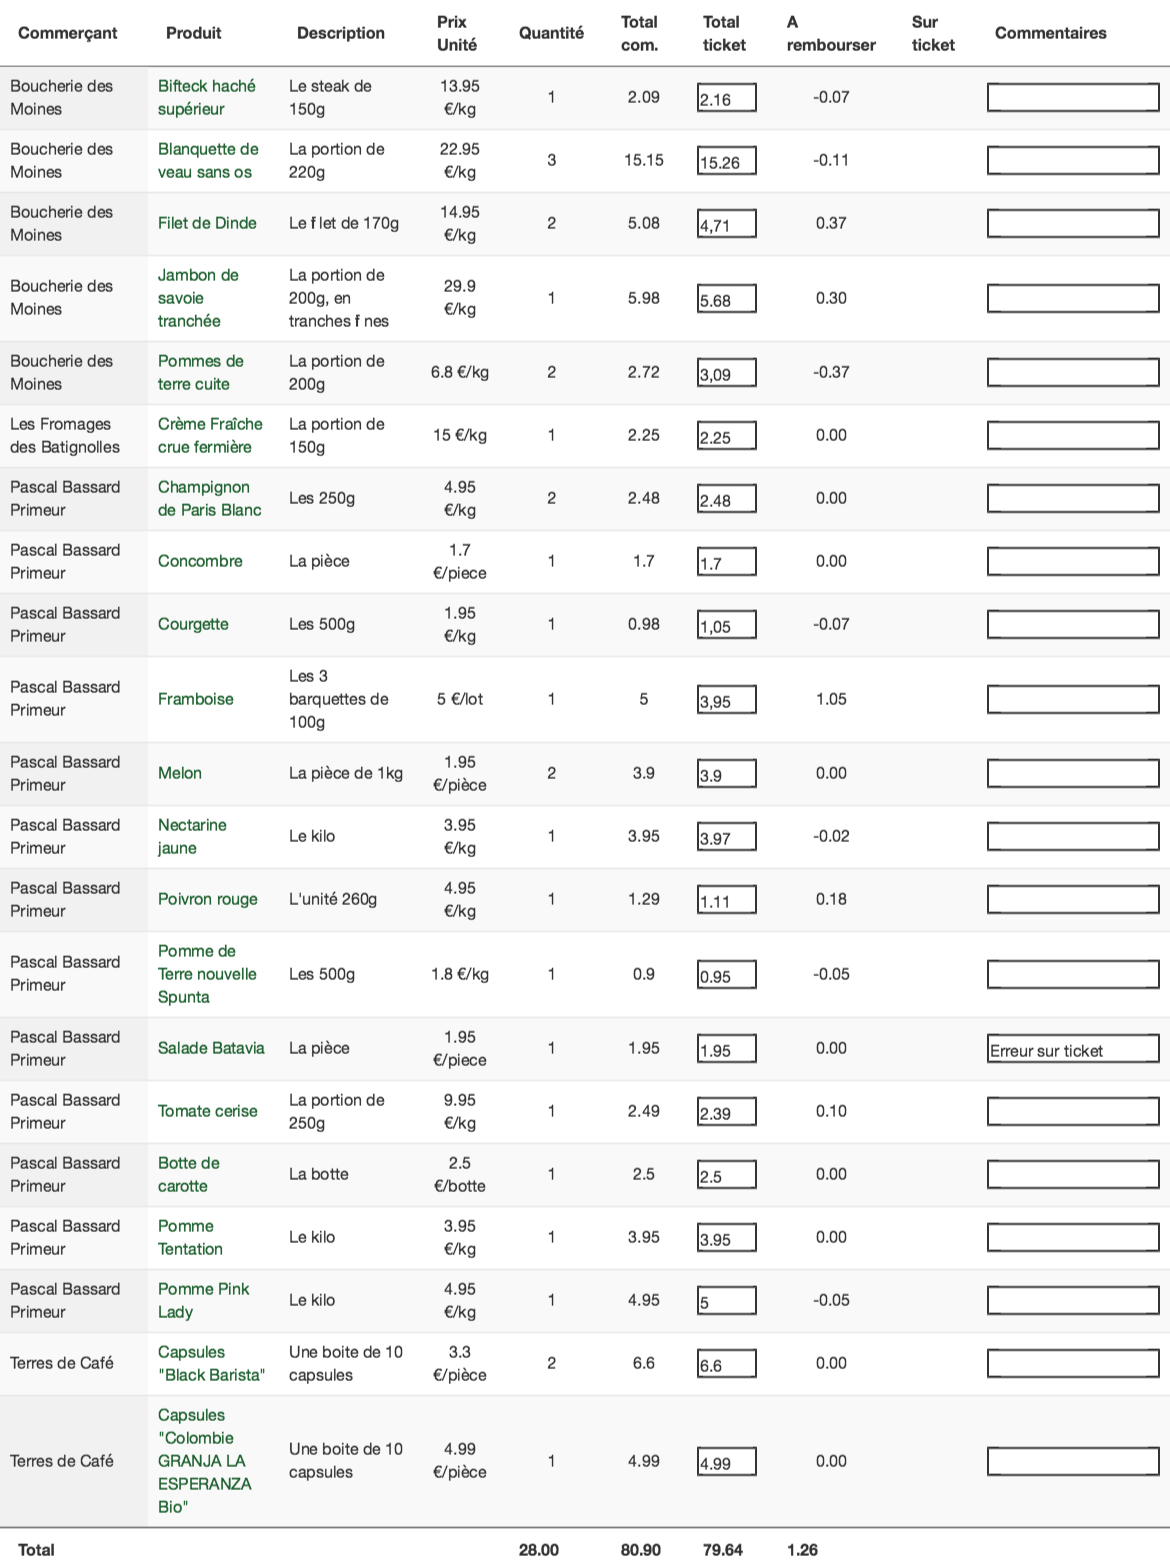 Commerçant Produit Description Prix Unité Quantité Total com. Total ticket A rembourser Sur ticket Commentaires
Boucherie des Moines Bifteck haché supérieur Le steak de 150g 13.95 €/kg 1 2.09 2.16 -0.07
Boucherie des Moines Blanquette de veau sans os La portion de 220g 22.95 €/kg 3 15.15 15.26 -0.11
Boucherie des Moines Filet de Dinde Le f let de 170g 14.95 €/kg 2 5.08 4,71 0.37
Boucherie des Moines Jambon de savoie tranchée La portion de 200g, en tranches f nes 29.9 €/kg 1 5.98 5.68 0.30
Boucherie des Moines Pommes de terre cuite La portion de 200g 6.8 €/kg 2 2.72 3,09 -0.37
Les Fromages des Batignolles Crème Fraîche crue fermière La portion de 150g 15 €/kg 1 2.25 2.25 0.00
Pascal Bassard Primeur Champignon de Paris Blanc Les 250g 4.95 €/kg 2 2.48 2.48 0.00
Pascal Bassard Primeur Concombre La pièce 1.7 €/piece 1 1.7 1.7 0.00
Pascal Bassard Primeur Courgette Les 500g 1.95 €/kg 1 0.98 1,05 -0.07
Pascal Bassard Primeur Framboise Les 3 barquettes de 100g 5 €/lot 1 5 3,95 1.05
Pascal Bassard Primeur Melon La pièce de 1kg 1.95 €/pièce 2 3.9 3.9 0.00
Pascal Bassard Primeur Nectarine jaune Le kilo 3.95 €/kg 1 3.95 3.97 -0.02
Pascal Bassard Primeur Poivron rouge L'unité 260g 4.95 €/kg 1 1.29 1.11 0.18
Pascal Bassard Primeur Pomme de Terre nouvelle Spunta Les 500g 1.8 €/kg 1 0.9 0.95 -0.05
Pascal Bassard Primeur Salade Batavia La pièce 1.95 €/piece 1 1.95 1.95 0.00 Erreur sur ticket
Pascal Bassard Primeur Tomate cerise La portion de 250g 9.95 €/kg 1 2.49 2.39 0.10
Pascal Bassard Primeur Botte de carotte La botte 2.5 €/botte 1 2.5 2.5 0.00
Pascal Bassard Primeur Pomme Tentation Le kilo 3.95 €/kg 1 3.95 3.95 0.00
Pascal Bassard Primeur Pomme Pink Lady Le kilo 4.95 €/kg 1 4.95 5 -0.05
Terres de Café Capsules "Black Barista" Une boite de 10 capsules 3.3 €/pièce 2 6.6 6.6 0.00
Terres de Café Capsules "Colombie GRANJA LA ESPERANZA Bio" Une boite de 10 capsules 4.99 €/pièce 1 4.99 4.99 0.00
Total 28.00 80.90 79.64 1.26